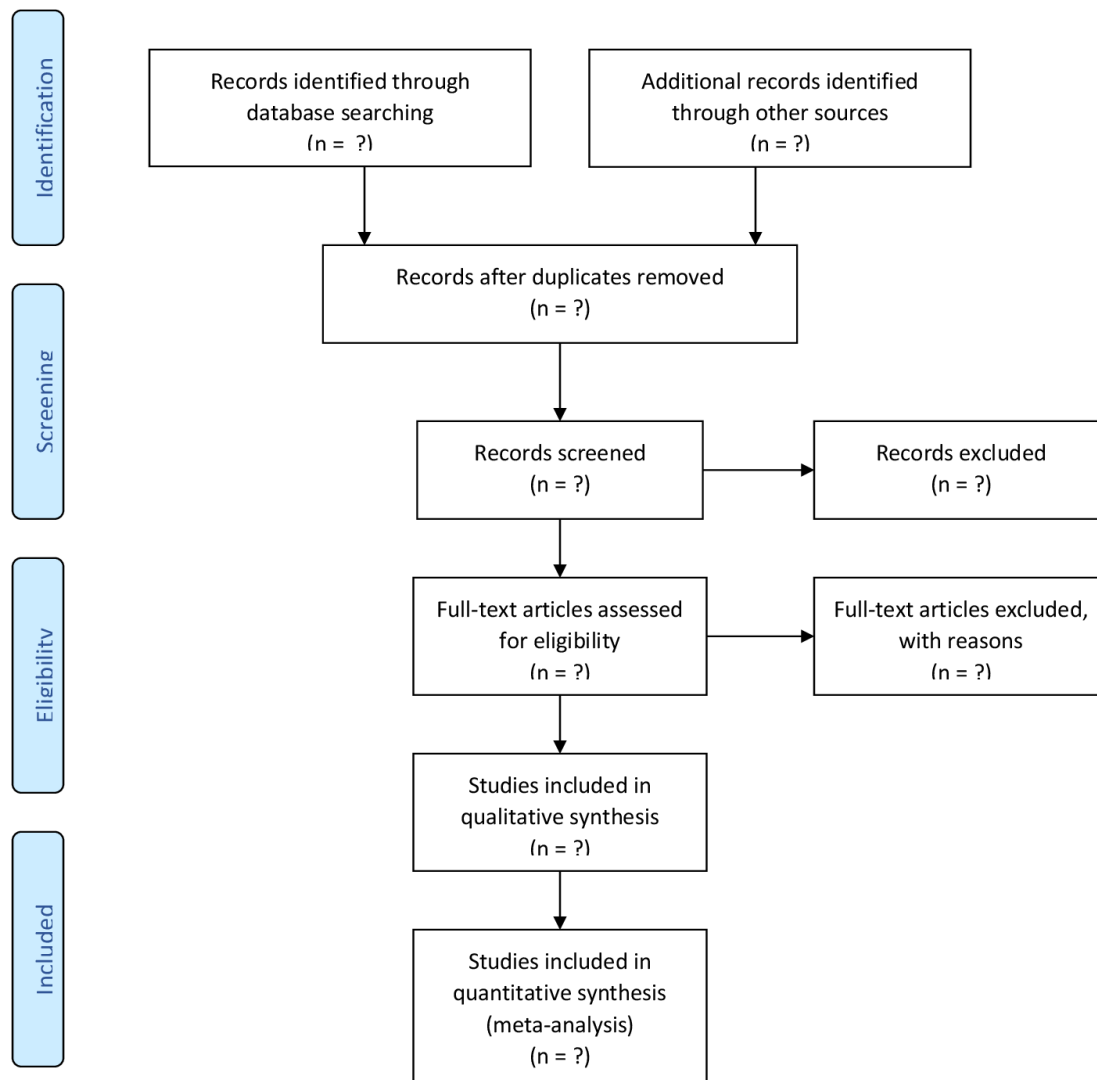 Identification
Records identified through
database searching
(n = ?)
Additional records identified
through other sources
(n = ?)
Records after duplicates removed
(n = ?)
Screening
Records screened
(n = ?)
Records excluded
(n = ?)
Eligibility
Full-text articles assessed
for eligibility
(n = ?)
Full-text articles excluded,
with reasons
(n = ?)
Studies included in
qualitative synthesis
(n = ?)
Included
Studies included in
quantitative synthesis
(meta-analysis)
(n = ?)